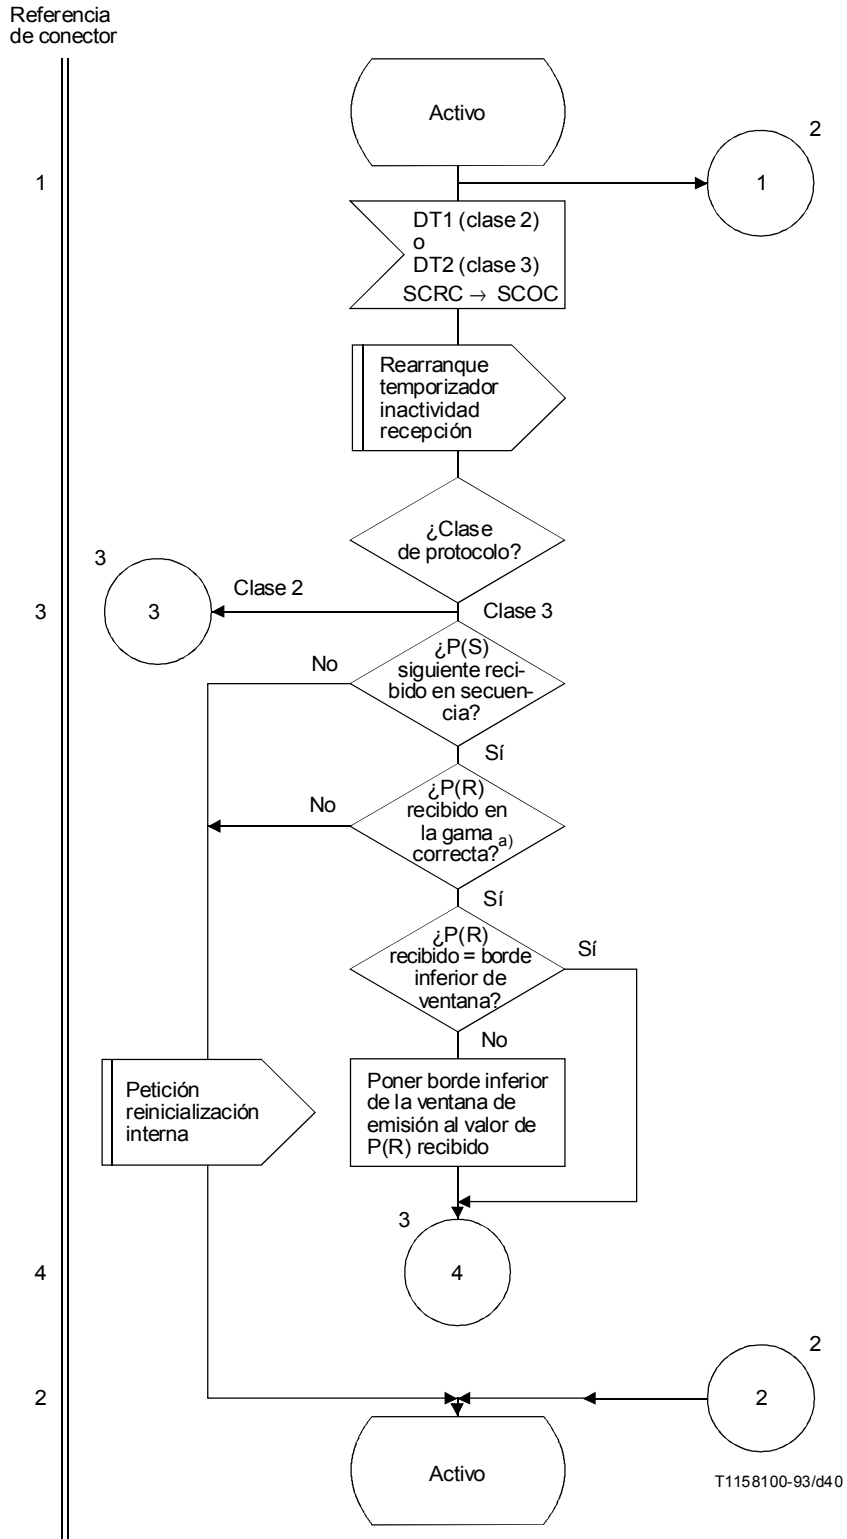 Referencia
de conector
Activo
2
1
1
DT1 (clase 2)
o
DT2 (clase 3)
SCRC → SCOC
Rearranque
temporizador
inactividad
recepción
¿Clase
de protocolo?
3
Clase 2
3
3
Clase 3
¿P(S)
siguiente reci-
bido en secuen-
cia?
No
Sí
¿P(R)
recibido en
la gama
correcta? a)
No
Sí
¿P(R)
recibido = borde
inferior de
ventana?
Sí
No
Petición
reinicialización
interna
Poner borde inferior
de la ventana de
emisión al valor de
P(R) recibido
3
4
4
2
2
2
Activo
T1158100-93/d40